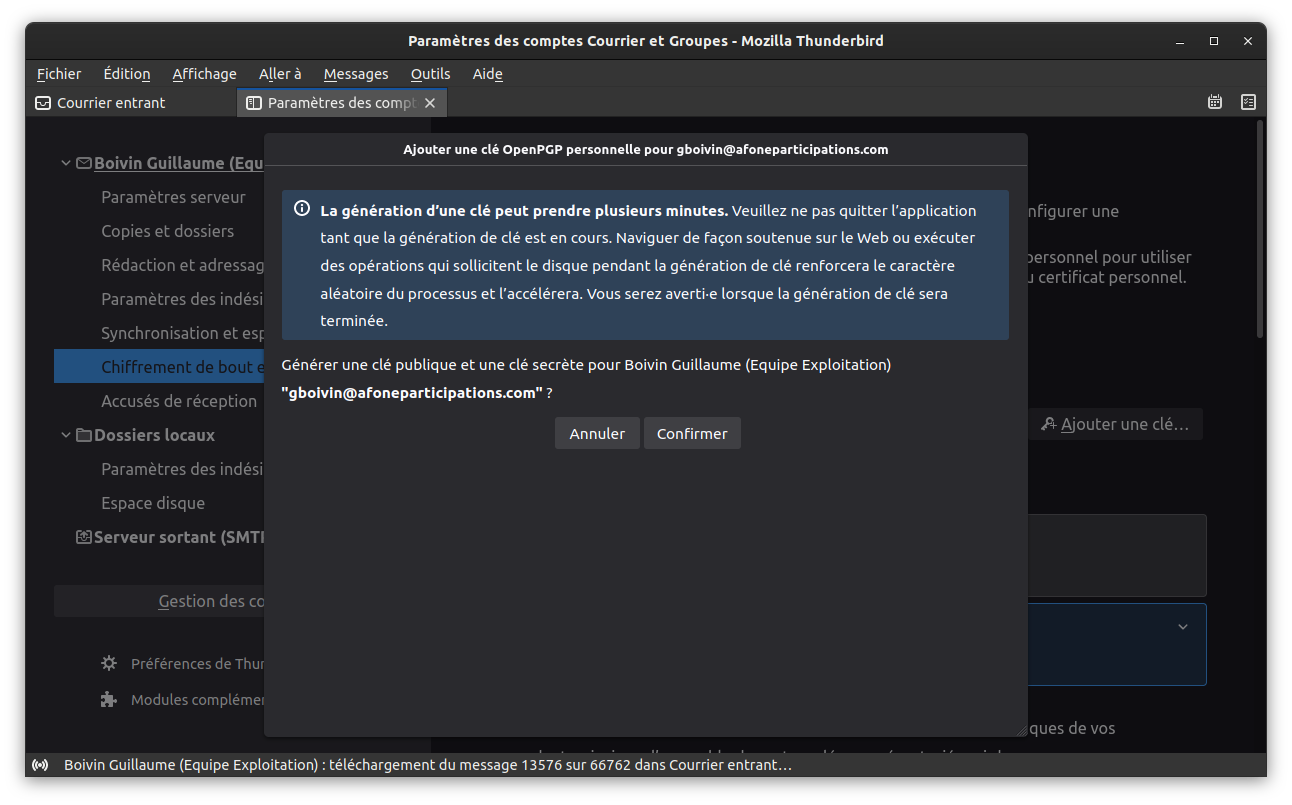 Paramètres des comptes Courrier et Groupes - Mozilla Thunderbird
Fichier Édition Affichage Aller à Messages Outils Aide
Courrier entrant Paramètres des compt
Ajouter une clé OpenPGP personnelle pour gboivin@afoneparticipations.com
Boivin Guillaume (Equ
Paramètres serveur
Copies et dossiers
Rédaction et adressag
Paramètres des indési
Synchronisation et esp
Chiffrement de bout e
Accusés de réception
Dossiers locaux
Paramètres des indési
Espace disque
Serveur sortant (SMT
Gestion des co
Préférences de Thu
Modules complémen
La génération d’une clé peut prendre plusieurs minutes. Veuillez ne pas quitter l’application
tant que la génération de clé est en cours. Naviguer de façon soutenue sur le Web ou exécuter
des opérations qui sollicitent le disque pendant la génération de clé renforcera le caractère
aléatoire du processus et l’accélérera. Vous serez averti·e lorsque la génération de clé sera
terminée.
Générer une clé publique et une clé secrète pour Boivin Guillaume (Equipe Exploitation)
"gboivin@afoneparticipations.com" ?
Annuler Confirmer
nfigurer une
personnel pour utiliser
certificat personnel.
Ajouter une clé…
ques de vos
Boivin Guillaume (Equipe Exploitation) : téléchargement du message 13576 sur 66762 dans Courrier entrant…